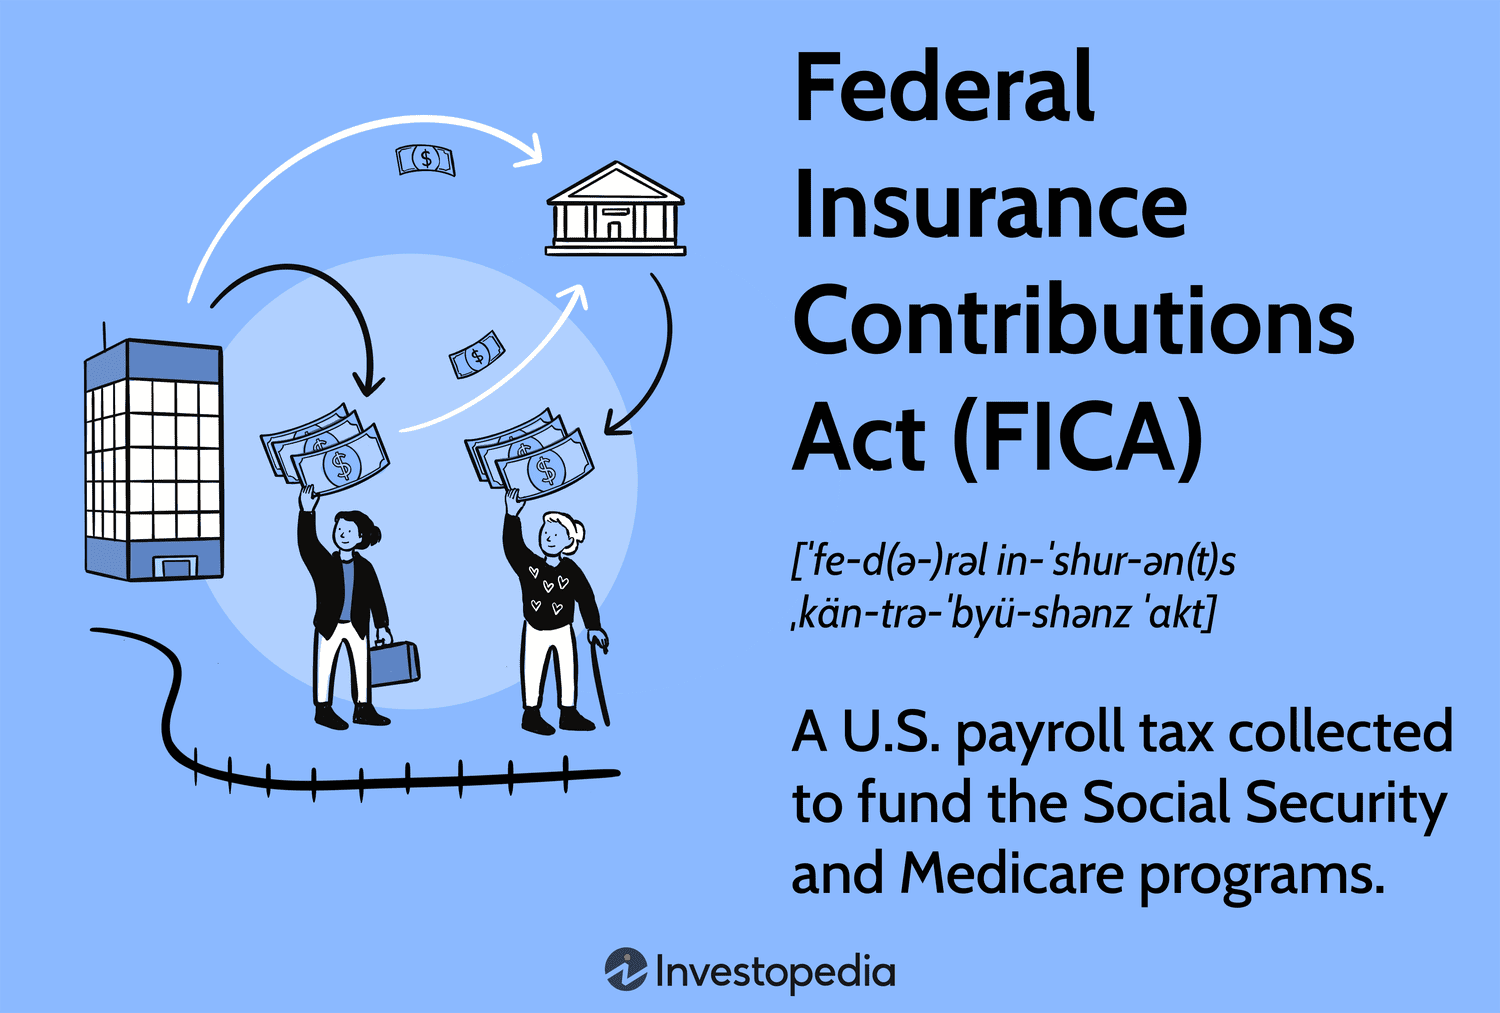 Federal
Insurance
Contributions
Act (FICA)
[ˈfe-d(ə-)rəl in-ˈshur-ən(t)s
ˌkän-trə-ˈbyü-shənz ˈakt]
A U.S. payroll tax collected
to fund the Social Security
and Medicare programs.
Investopedia